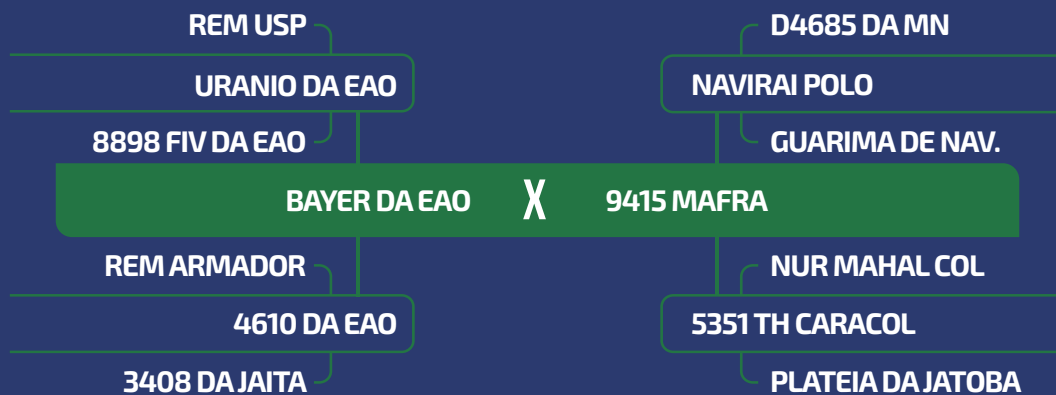 REM USP
D4685 DA MN
URANIO DA EAO
NAVIRAI POLO
8898 FIV DA EAO
GUARIMA DE NAV.
BAYER DA EAO X 9415 MAFRA
REM ARMADOR
NUR MAHAL COL
4610 DA EAO
5351 TH CARACOL
3408 DA JAITA
PLATEIA DA JATOBA